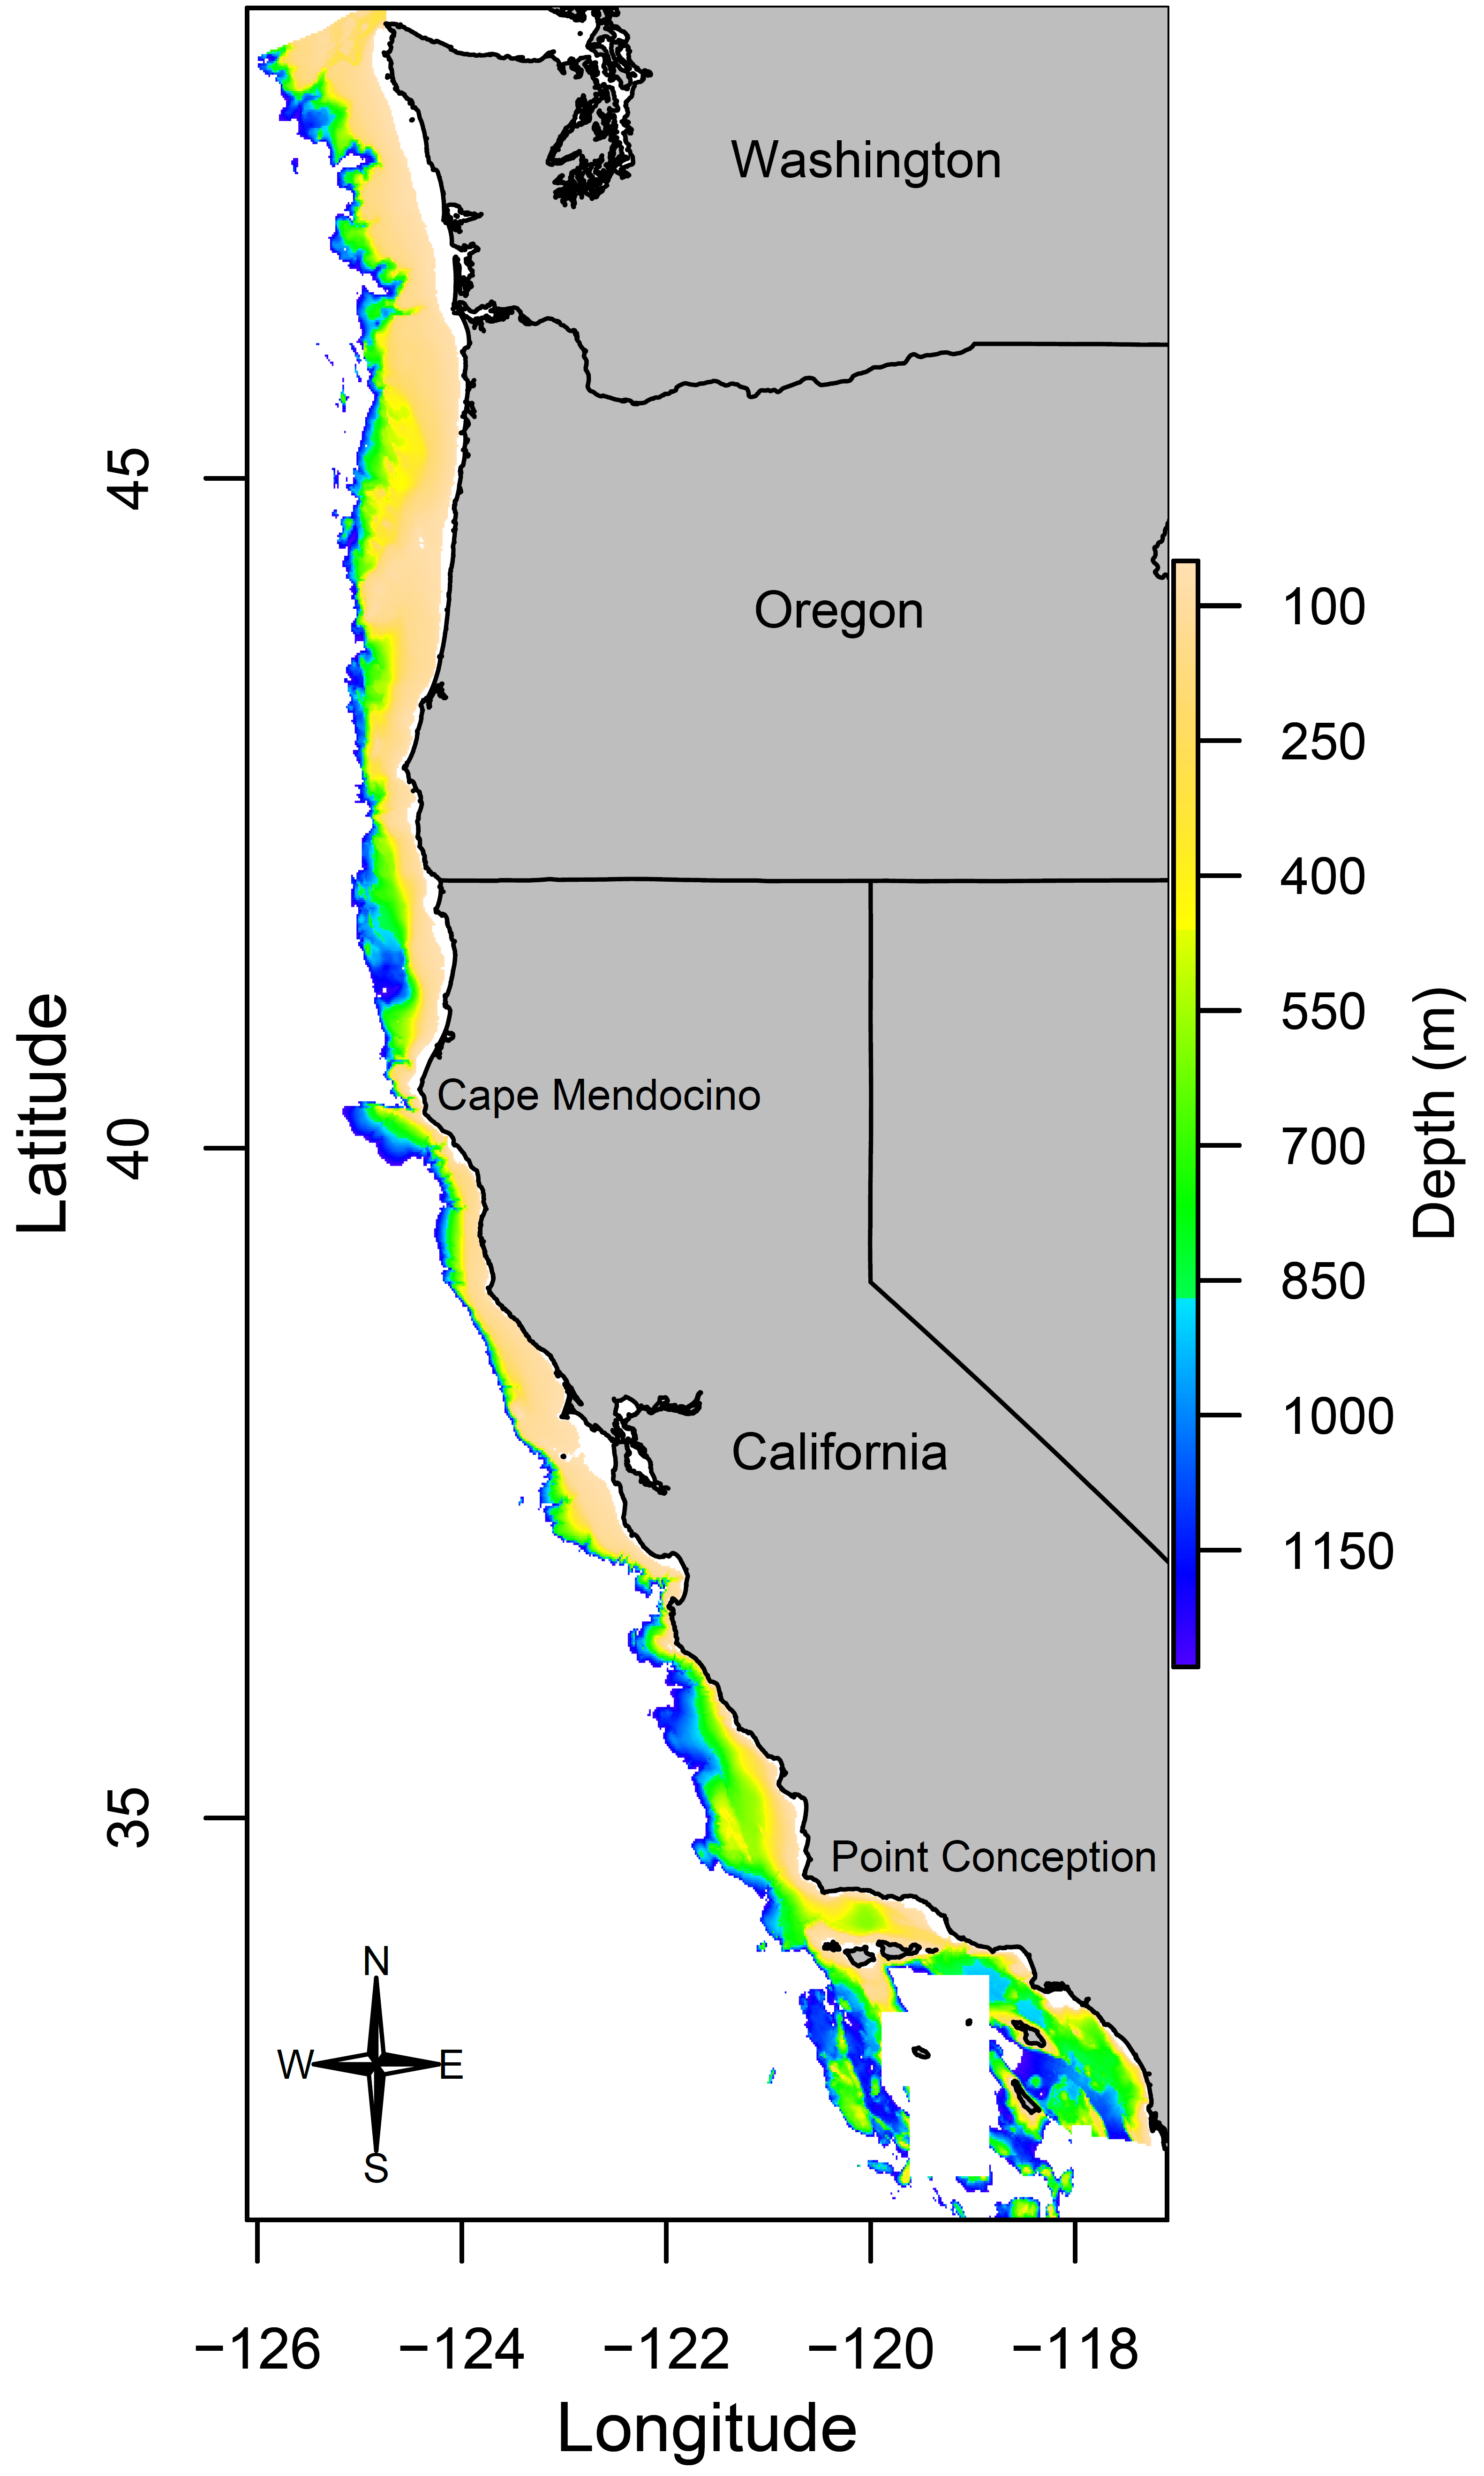 Washington
45
Oregon
100
250
400
550
700
850
1000
1150
Depth (m)
Latitude
Cape Mendocino
40
California
35
Point Conception
N
W
E
S
−126
−124
−122
−120
−118
Longitude